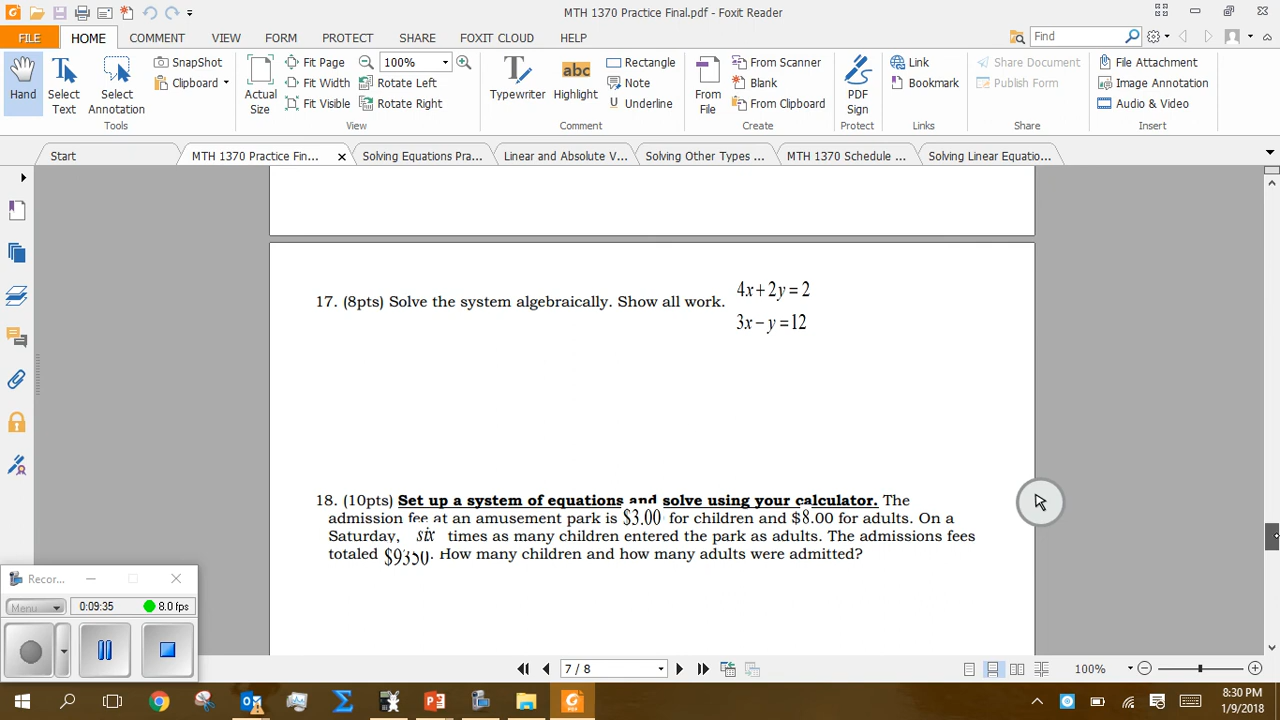 MTH 1370 Practice Final.pdf - Foxit Reader
FILE HOME COMMENT VIEW FORM PROTECT SHARE FOXIT CLOUD HELP Find
Hand
Select Text
Select Annotation
SnapShot
Clipboard
Tools
Actual Size
Fit Page
Fit Width
Fit Visible
100%
Rotate Left
Rotate Right
View
Typewriter
Highlight
Rectangle
Note
Underline
Comment
From File
From Scanner
Blank
From Clipboard
Create
PDF Sign
Protect
Link
Bookmark
Links
Share Document
Publish Form
Share
File Attachment
Image Annotation
Audio & Video
Insert
Start MTH 1370 Practice Fin... Solving Equations Pra... Linear and Absolute V... Solving Other Types ... MTH 1370 Schedule ... Solving Linear Equatio...
17. (8pts) Solve the system algebraically. Show all work.
4x+2y=2
3x−y=12
18. (10pts) Set up a system of equations and solve using your calculator. The
admission fee at an amusement park is $3.00 for children and $8.00 for adults. On a
Saturday, six times as many children entered the park as adults. The admissions fees
totaled $9350. How many children and how many adults were admitted?
Recor...
Menu 0:09:35 8.0 fps
7 / 8 100%
8:30 PM
1/9/2018